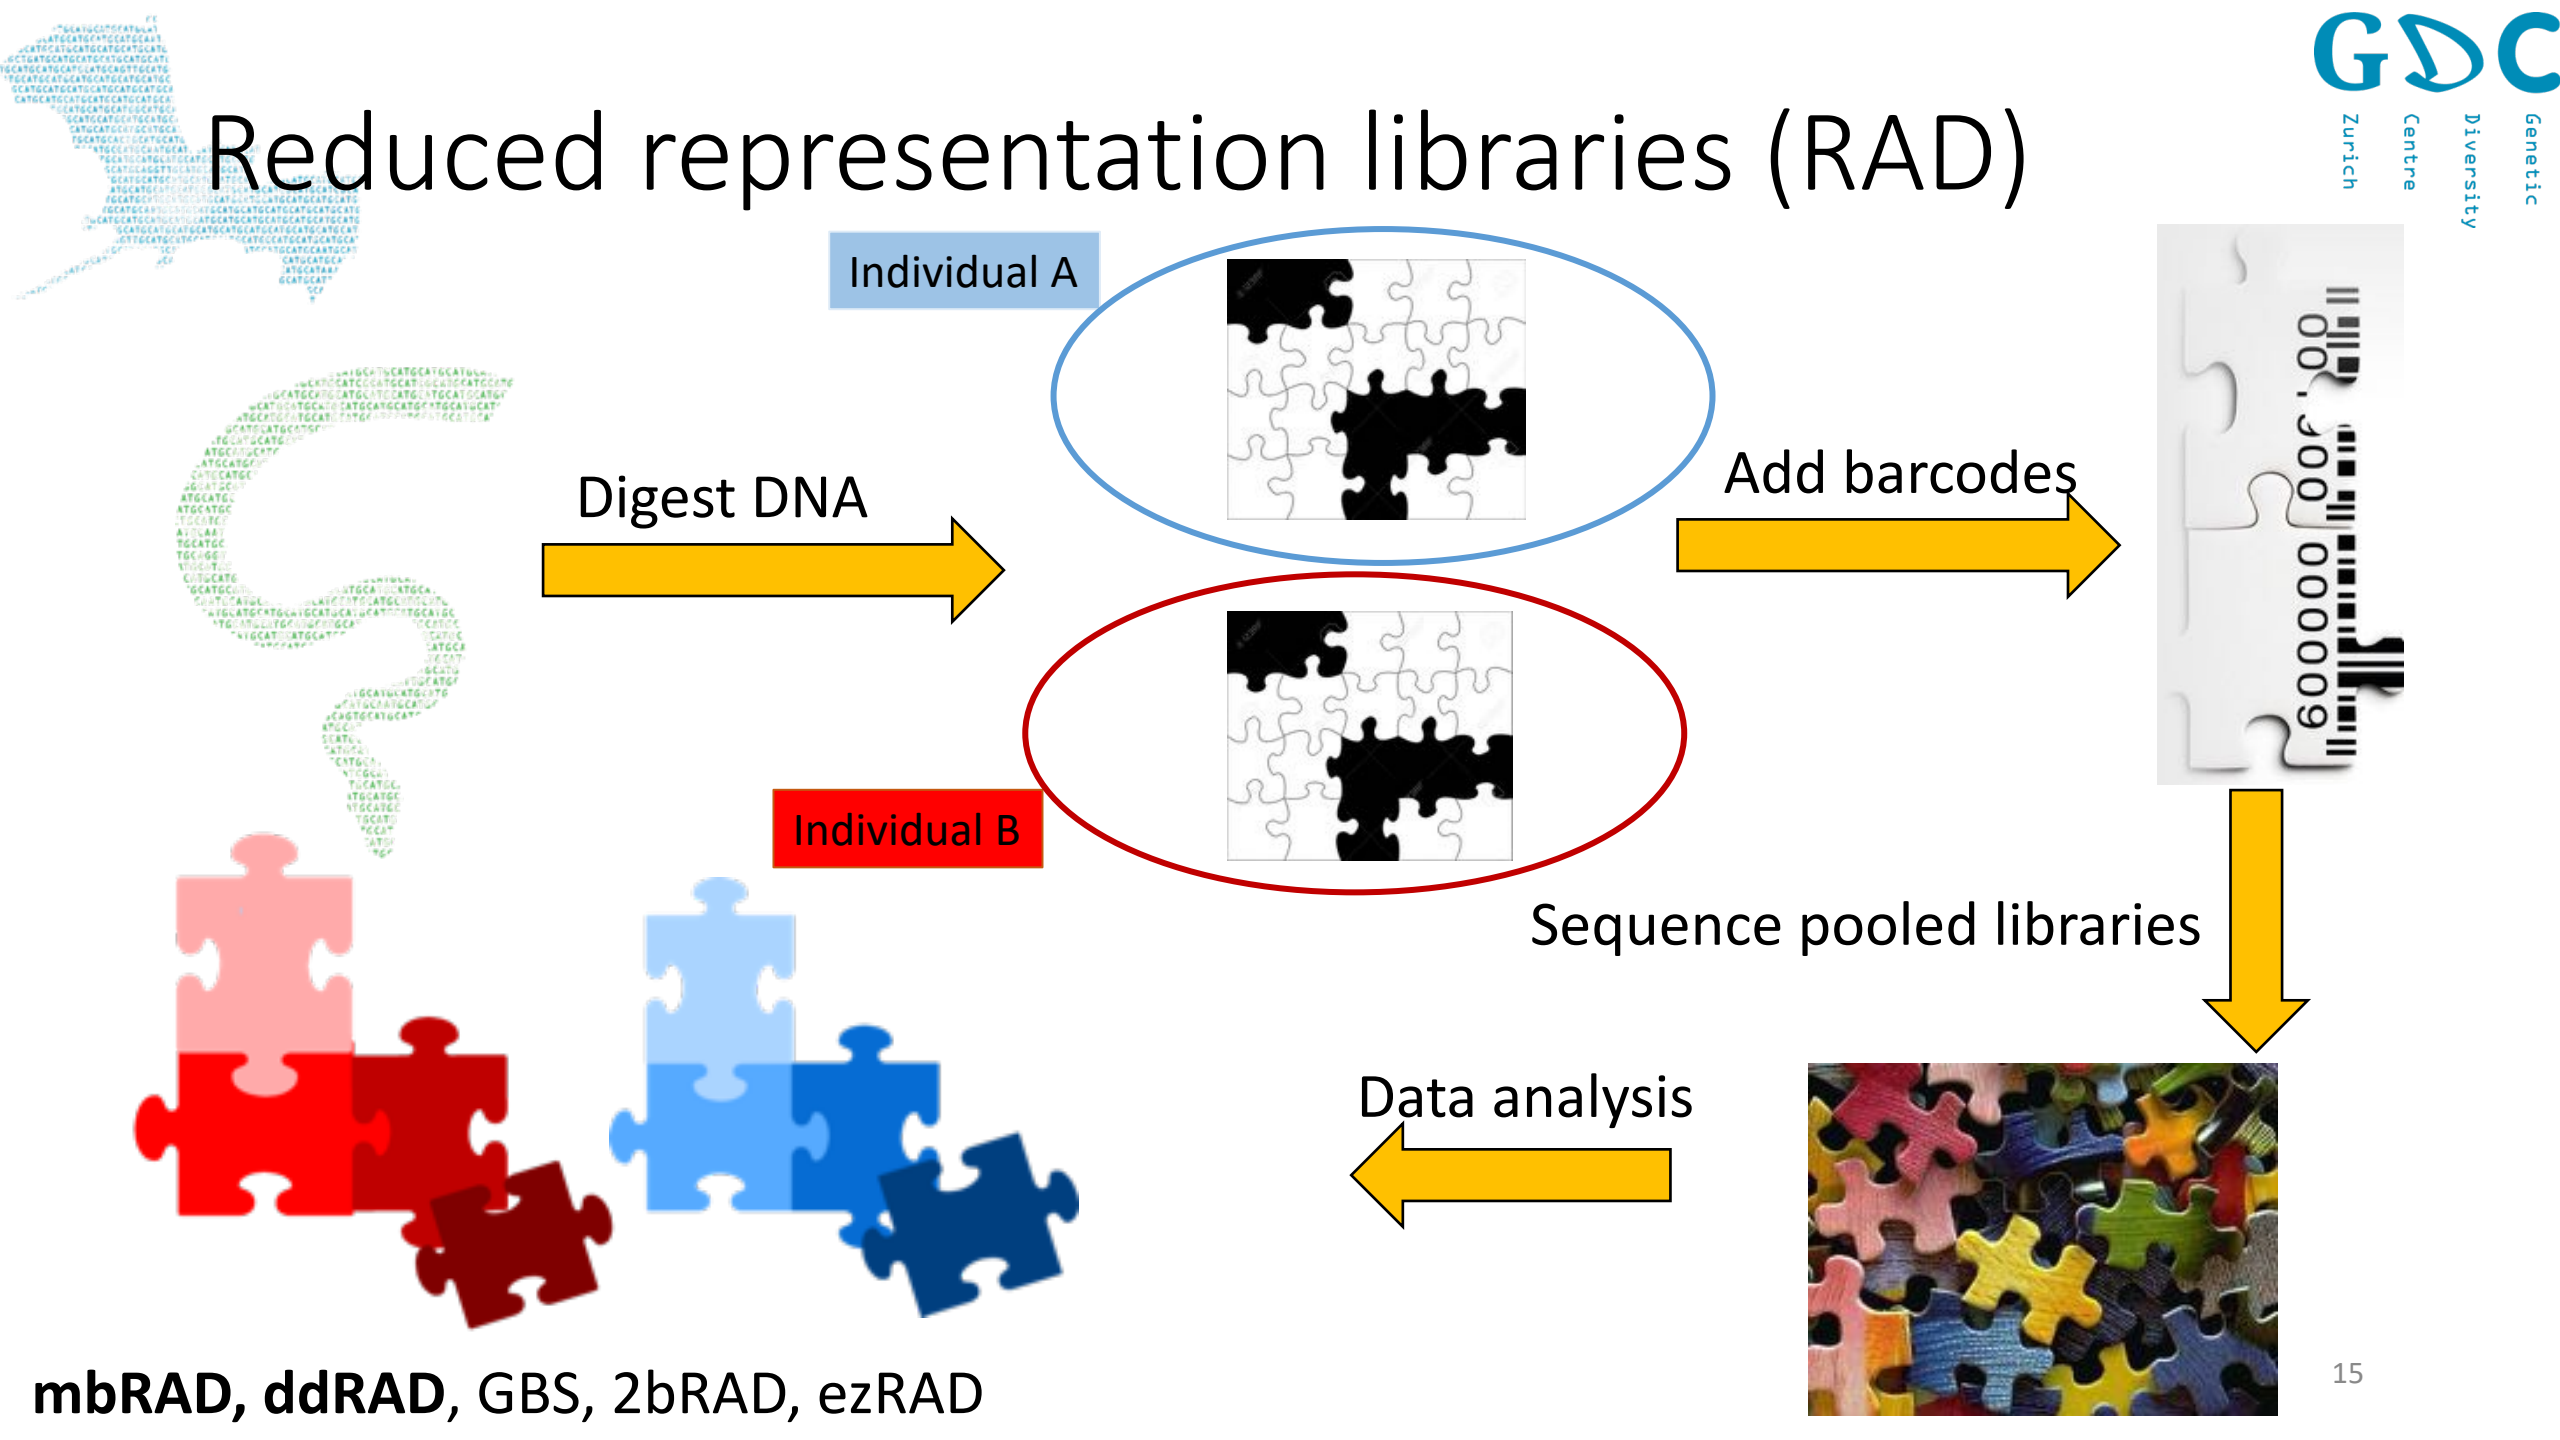 GDC
Genetic
Diversity
Centre
Zurich
Reduced representation libraries (RAD)
Individual A
Digest DNA
Add barcodes
Individual B
Sequence pooled libraries
Data analysis
mbRAD, ddRAD, GBS, 2bRAD, ezRAD
15